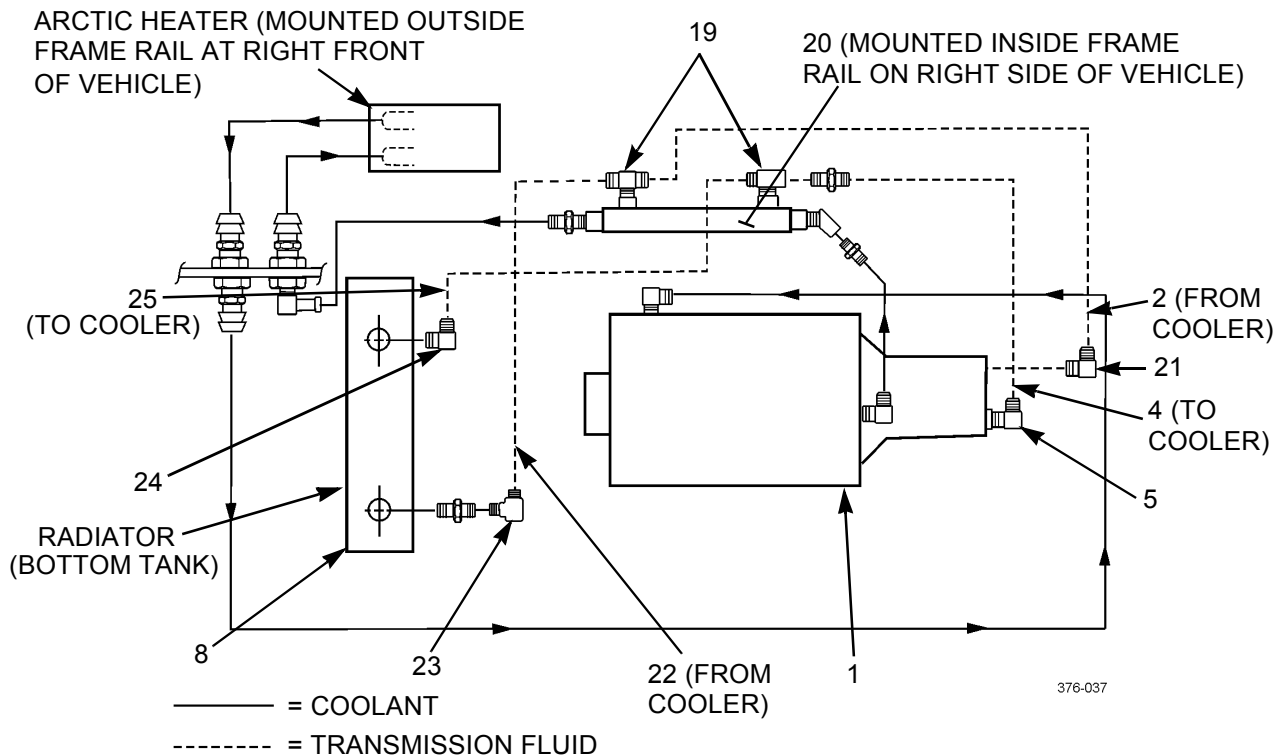 ARCTIC HEATER (MOUNTED OUTSIDE
FRAME RAIL AT RIGHT FRONT
OF VEHICLE)
19
20 (MOUNTED INSIDE FRAME
RAIL ON RIGHT SIDE OF VEHICLE)
25
(TO COOLER)
2 (FROM
COOLER)
21
4 (TO
COOLER)
5
24
RADIATOR
(BOTTOM TANK)
8
23
22 (FROM
COOLER)
1
376-037
= COOLANT
= TRANSMISSION FLUID